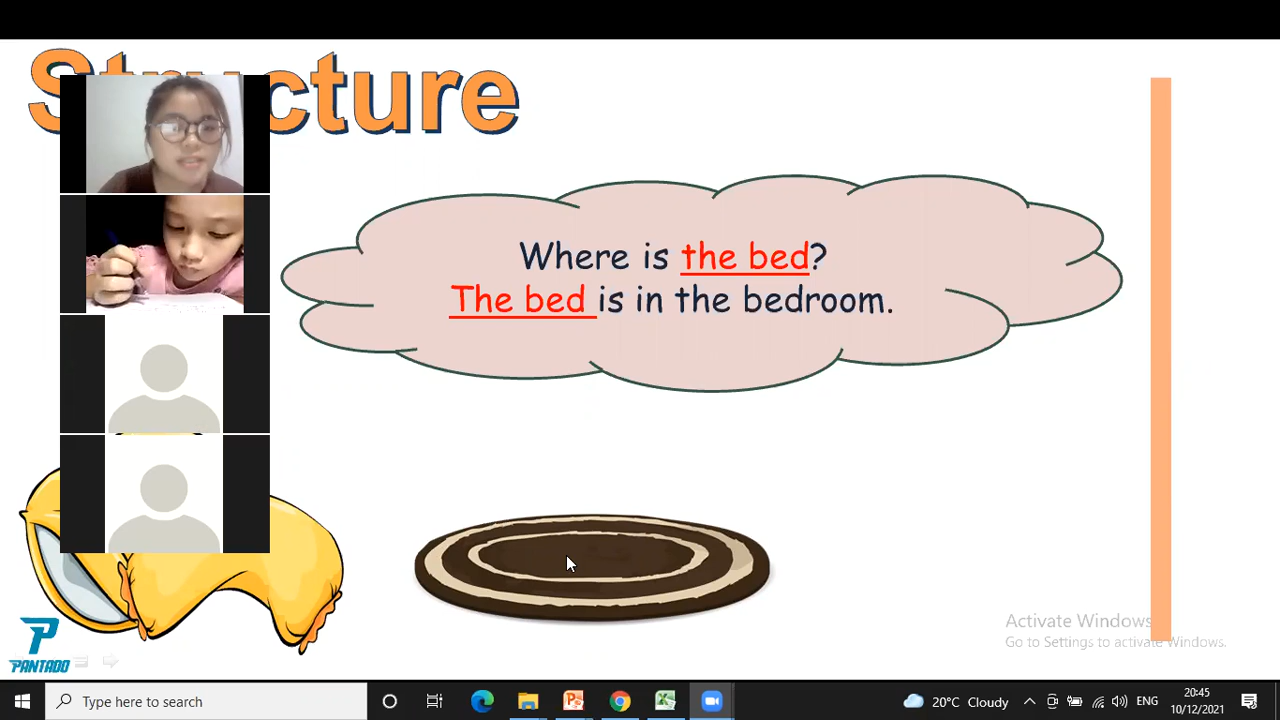 Structure
Where is the bed?
The bed is in the bedroom.
PANTADO
Activate Windows
Go to Settings to activate Windows.
Type here to search
20°C Cloudy
ENG
20:45
10/12/2021